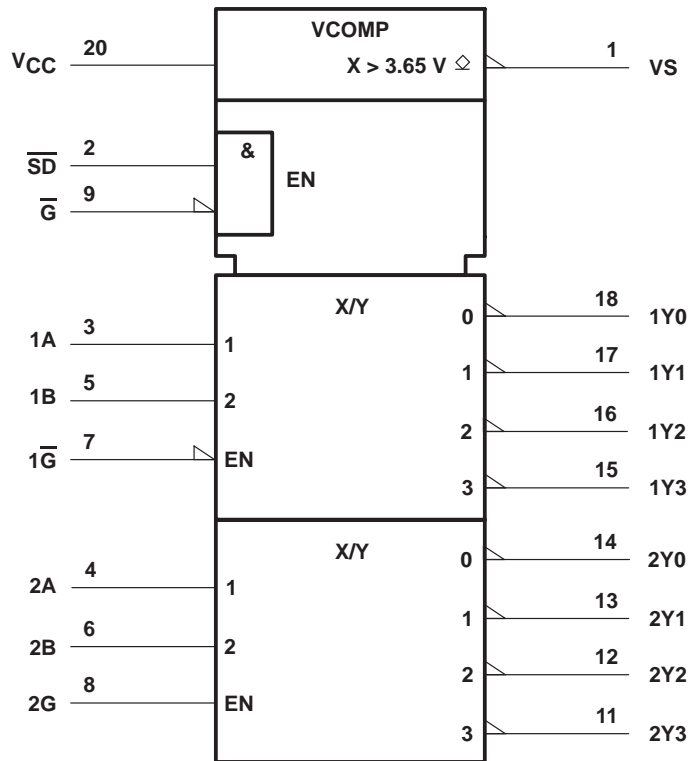 VCOMP
VCC 20 X > 3.65 V 1 VS
&
SD 2
EN
G 9
X/Y
0 18 1Y0
1A 3 1
1 17 1Y1
1B 5 2
2 16 1Y2
1G 7 EN
3 15 1Y3
X/Y
0 14 2Y0
2A 4 1
1 13 2Y1
2B 6 2
2 12 2Y2
2G 8 EN
3 11 2Y3